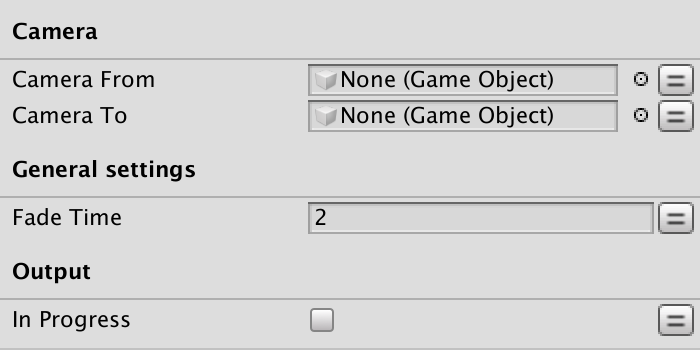 Camera
Camera From None (Game Object)
Camera To None (Game Object)
General settings
Fade Time 2
Output
In Progress